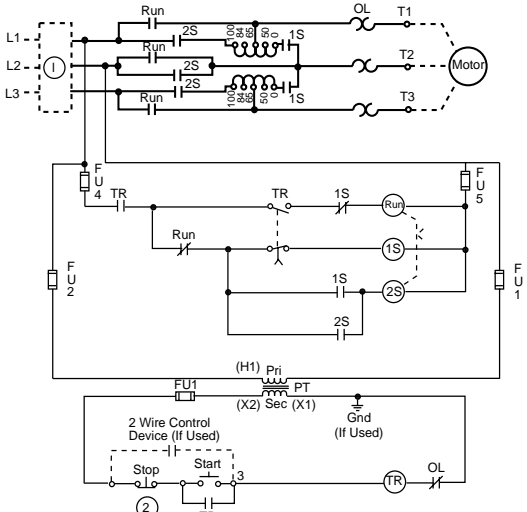 Run
OL
T1
L1
2S
1S
100
84
65
50
0
Run
L2
I
2S
T2
Motor
2S
L3
1S
100
84
65
50
0
Run
T3
F
U
4
TR
TR
1S
Run
F
U
5
Run
1S
F
U
2
1S
2S
F
U
1
2S
(H1) Pri
FU1
PT
(X2) Sec (X1)
Gnd
(If Used)
2 Wire Control
Device (If Used)
Stop
Start
3
TR
OL
2